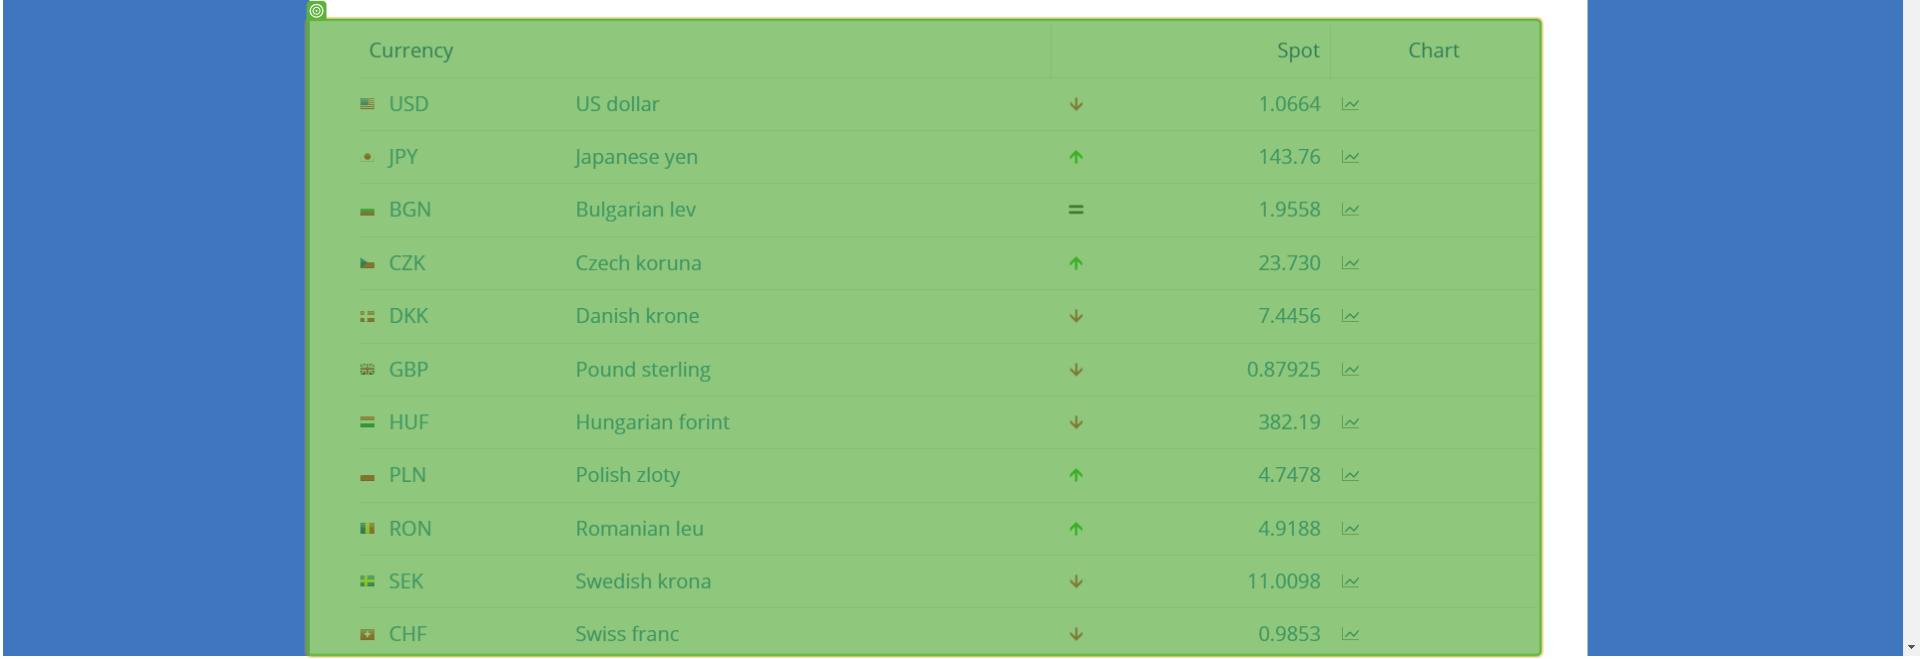 Currency Spot Chart
USD US dollar 1.0664
JPY Japanese yen 143.76
BGN Bulgarian lev 1.9558
CZK Czech koruna 23.730
DKK Danish krone 7.4456
GBP Pound sterling 0.87925
HUF Hungarian forint 382.19
PLN Polish zloty 4.7478
RON Romanian leu 4.9188
SEK Swedish krona 11.0098
CHF Swiss franc 0.9853